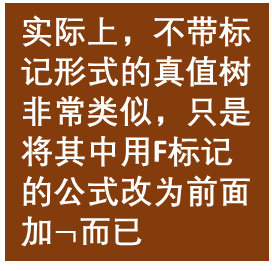 实际上，不带标
记形式的真值树
非常类似，只是
将其中用F标记
的公式改为前面
加¬而已